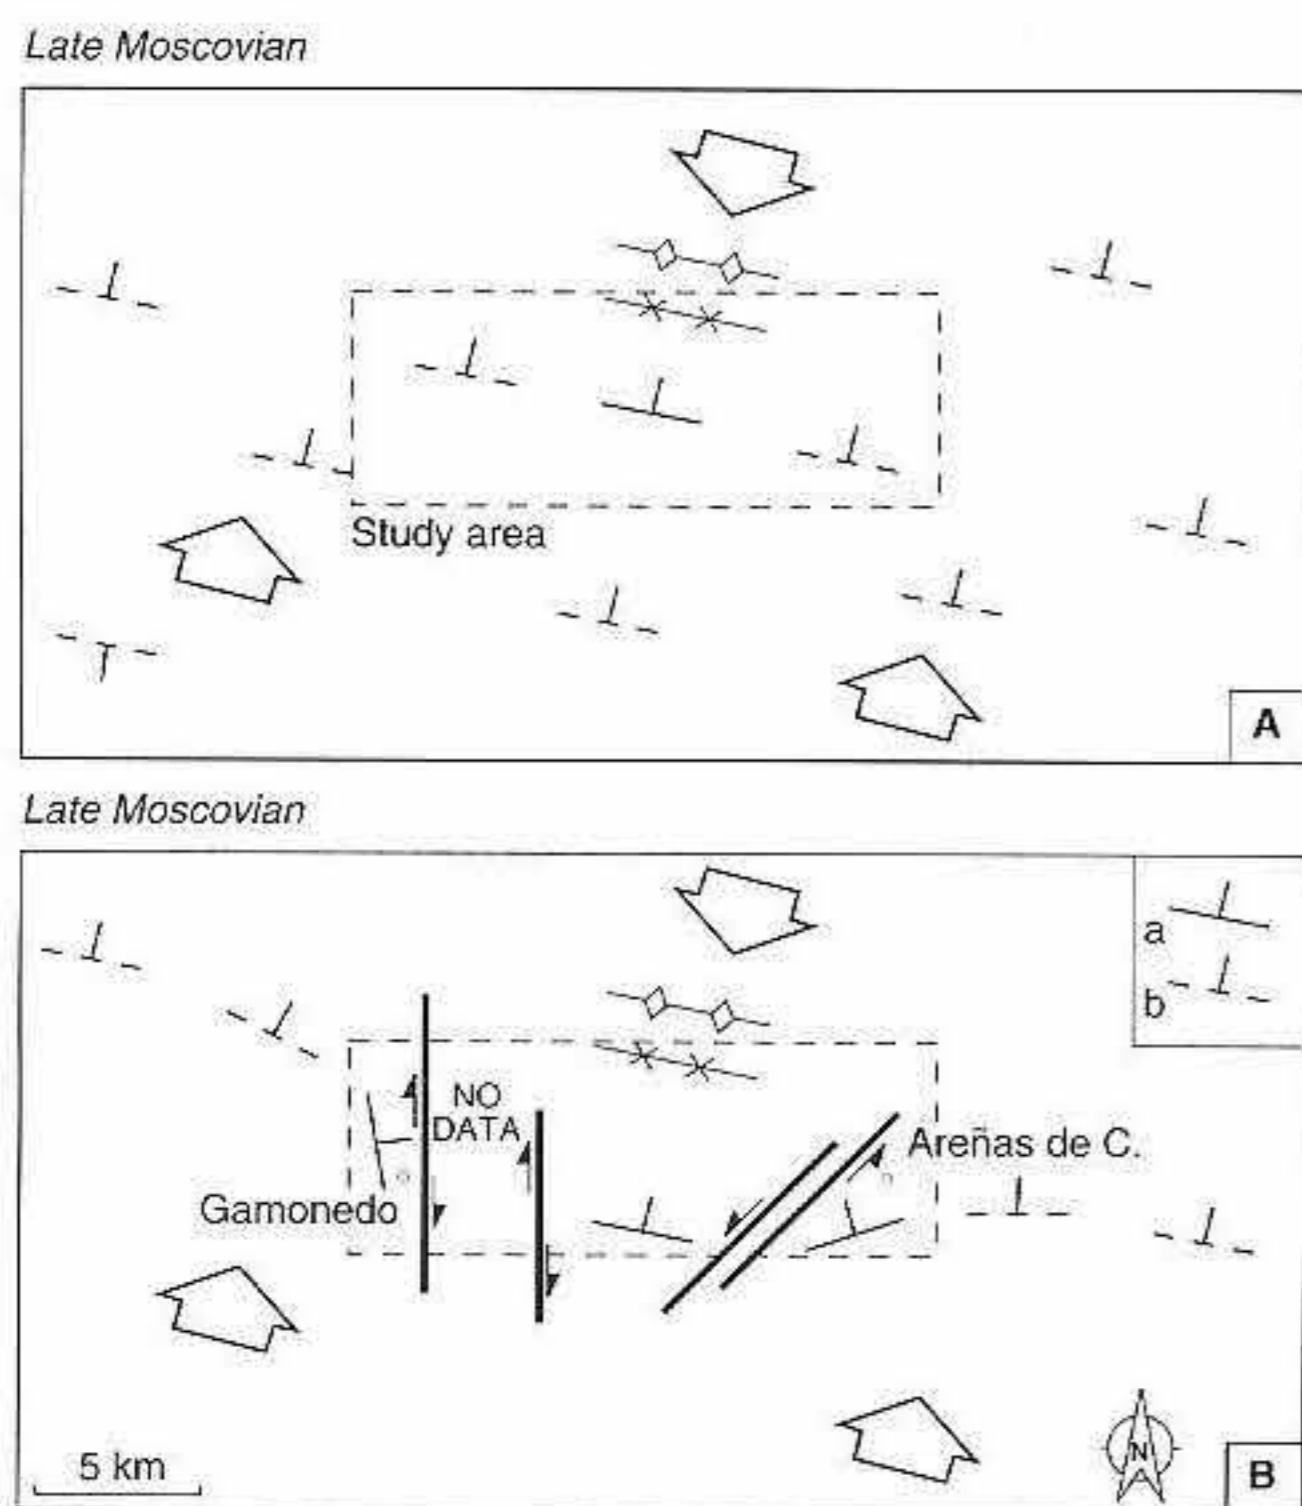 Late Moscovian
Study area
A
Late Moscovian
a
b
NO
DATA
Areñas de C.
Gamonedo
5 km
N
B